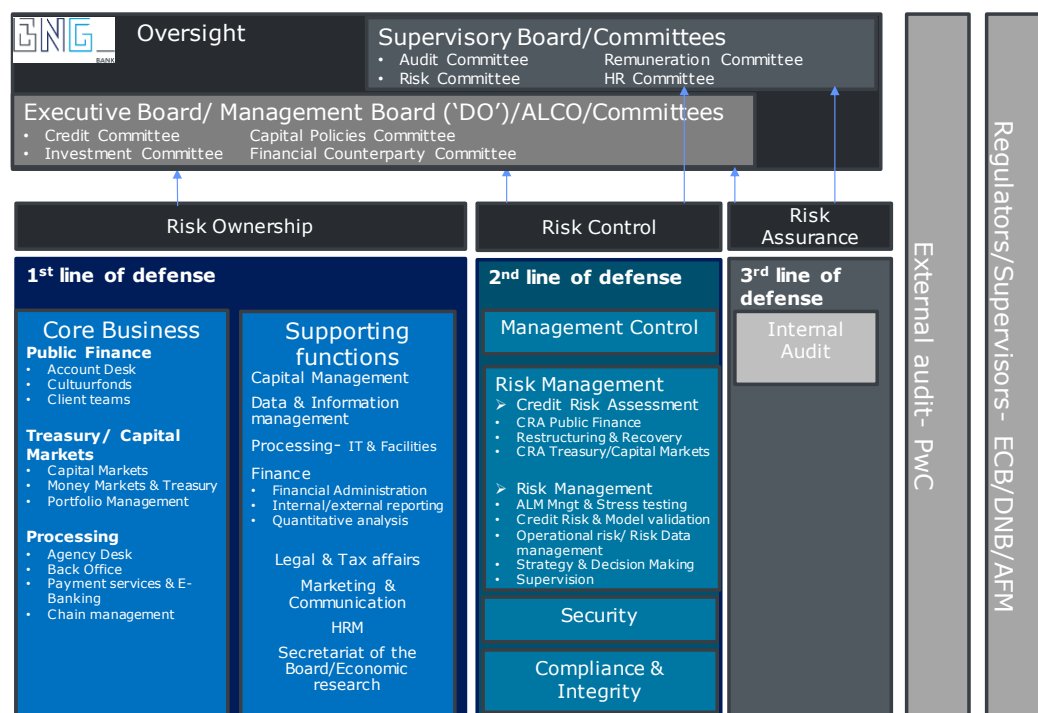 BNG
BANK
Oversight
Supervisory Board/Committees
• Audit Committee Remuneration Committee
• Risk Committee HR Committee
Executive Board/ Management Board (‘DO’)/ALCO/Committees
• Credit Committee Capital Policies Committee
• Investment Committee Financial Counterparty Committee
Risk Ownership
Risk Control
Risk
Assurance
1st line of defense
Core Business
Public Finance
• Account Desk
• Cultuurfonds
• Client teams
Treasury/ Capital
Markets
• Capital Markets
• Money Markets & Treasury
• Portfolio Management
Processing
• Agency Desk
• Back Office
• Payment services & E-
Banking
• Chain management
Supporting
functions
Capital Management
Data & Information
management
Processing- IT & Facilities
Finance
• Financial Administration
• Internal/external reporting
• Quantitative analysis
Legal & Tax affairs
Marketing &
Communication
HRM
Secretariat of the
Board/Economic
research
2nd line of defense
Management Control
Risk Management
➢ Credit Risk Assessment
• CRA Public Finance
• Restructuring & Recovery
• CRA Treasury/Capital Markets
➢ Risk Management
• ALM Mngt & Stress testing
• Credit Risk & Model validation
• Operational risk/ Risk Data
management
• Strategy & Decision Making
• Supervision
Security
Compliance &
Integrity
3rd line of
defense
Internal
Audit
External audit- PwC
Regulators/Supervisors- ECB/DNB/AFM